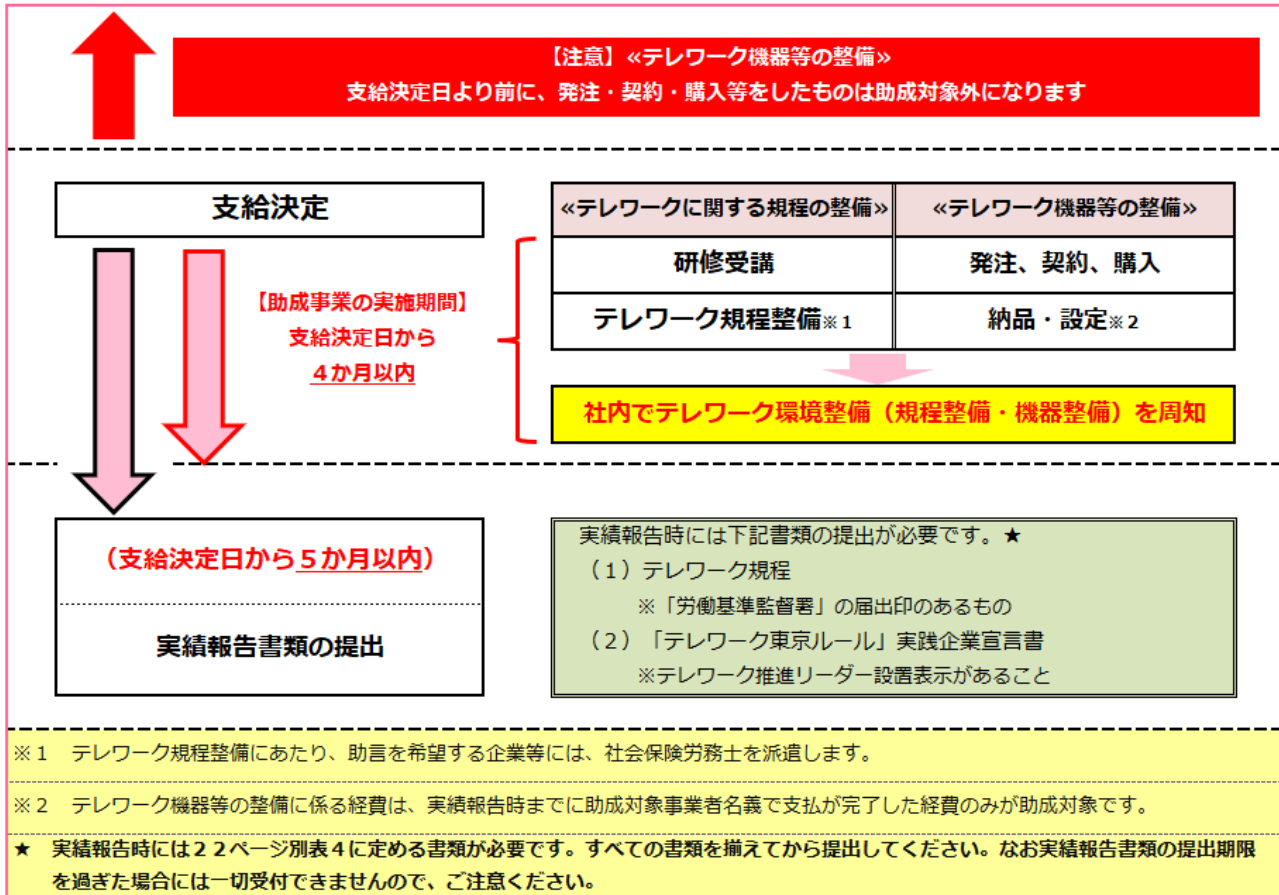 【注意】≪テレワーク機器等の整備≫
支給決定日より前に、発注・契約・購入等をしたものは助成対象外になります
支給決定
【助成事業の実施期間】
支給決定日から
４か月以内
≪テレワークに関する規程の整備≫
≪テレワーク機器等の整備≫
研修受講
発注、契約、購入
テレワーク規程整備※１
納品・設定※２
社内でテレワーク環境整備（規程整備・機器整備）を周知
（支給決定日から５か月以内）
実績報告書類の提出
実績報告時には下記書類の提出が必要です。★
（１）テレワーク規程
※「労働基準監督署」の届出印のあるもの
（２）「テレワーク東京ルール」実践企業宣言書
※テレワーク推進リーダー設置表示があること
※１　テレワーク規程整備にあたり、助言を希望する企業等には、社会保険労務士を派遣します。
※２　テレワーク機器等の整備に係る経費は、実績報告時までに助成対象事業者名義で支払が完了した経費のみが助成対象です。
★　実績報告時には２２ページ別表４に定める書類が必要です。すべての書類を揃えてから提出してください。なお実績報告書類の提出期限
を過ぎた場合には一切受付できませんので、ご注意ください。